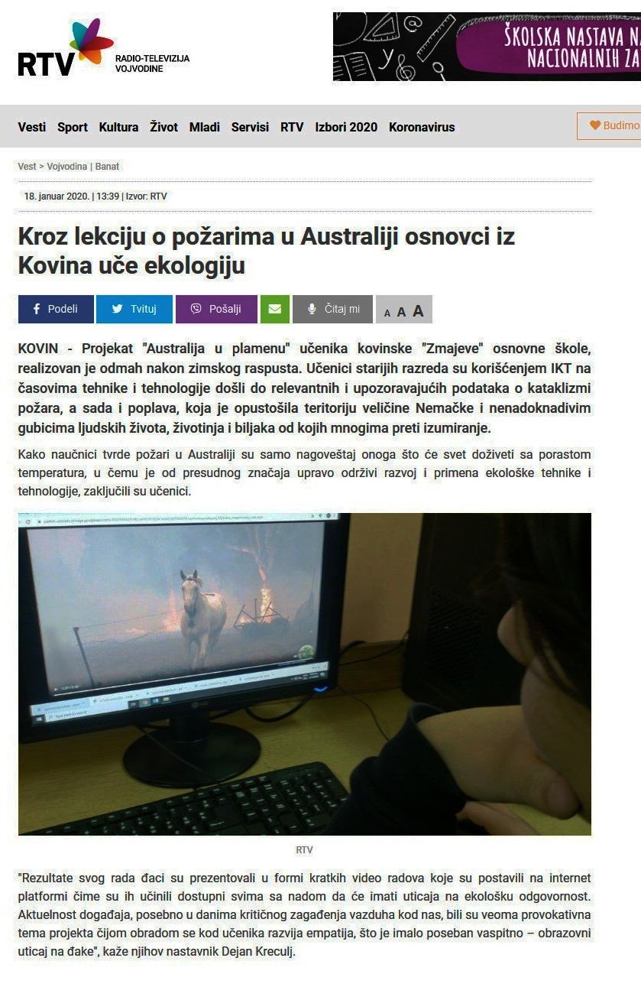 RTV RADIO-TELEVIZIJA
VOJVODINE
ŠKOLSKA NASTAVA
NACIONALNIH
Vesti Sport Kultura Život Mladi Servisi RTV Izbori 2020 Koronavirus
Budimo
Vest > Vojvodina | Banat
18. januar 2020. | 13:39 | Izvor: RTV
Kroz lekciju o požarima u Australiji osnovci iz
Kovina uče ekologiju
Podeli Tvituj Pošalji Čitaj mi A A A
KOVIN - Projekat "Australija u plamenu" učenika kovinske "Zmajeve" osnovne škole,
realizovan je odmah nakon zimskog raspusta. Učenici starijih razreda su korišćenjem IKT na
časovima tehnike i tehnologije došli do relevantnih i upozoravajućih podataka o kataklizmi
požara, a sada i poplava, koja je opustošila teritoriju veličine Nemačke i nenadoknadivim
gubicima ljudskih života, životinja i biljaka od kojih mnogima preti izumiranje.
Kako naučnici tvrde požari u Australiji su samo nagoveštaj onoga što će svet doživeti sa porastom
temperatura, u čemu je od presudnog značaja upravo održivi razvoj i primena ekološke tehnike i
tehnologije, zaključili su učenici.
LG
RTV
"Rezultate svog rada đaci su prezentovali u formi kratkih video radova koje su postavili na internet
platformi čime su ih učinili dostupni svima sa nadom da će imati uticaja na ekološku odgovornost.
Aktuelnost događaja, posebno u danima kritičnog zagađenja vazduha kod nas, bili su veoma provokativna
tema projekta čijom obradom se kod učenika razvija empatija, što je imalo poseban vaspitno – obrazovni
uticaj na đake", kaže njihov nastavnik Dejan Kreculj.